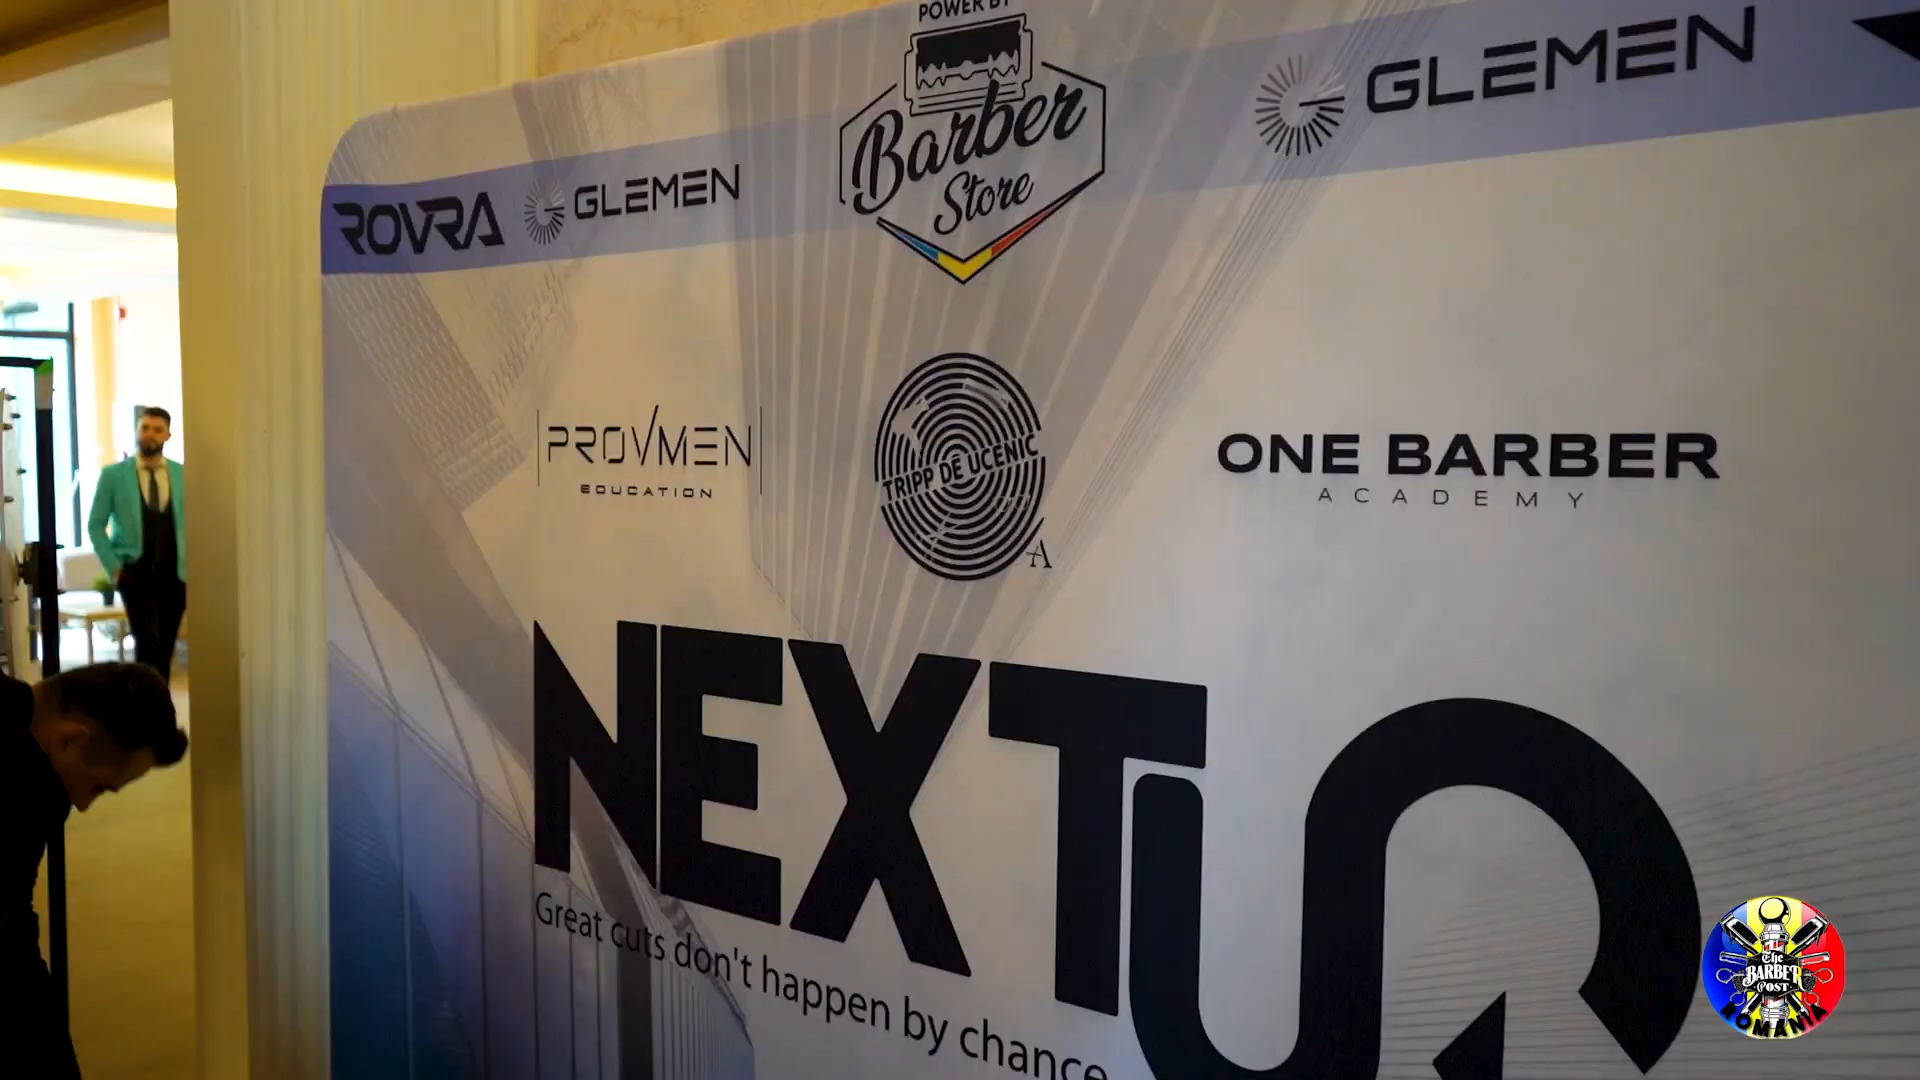 POWER BY
Barber
Store
ROVRA
GLEMEN
GLEMEN
PROVMEN
EDUCATION
TRIPP DE UCENIC
A
ONE BARBER
ACADEMY
NEXTUP
Great cuts don't happen by chance
The
BARBER
POST
ROMANIA